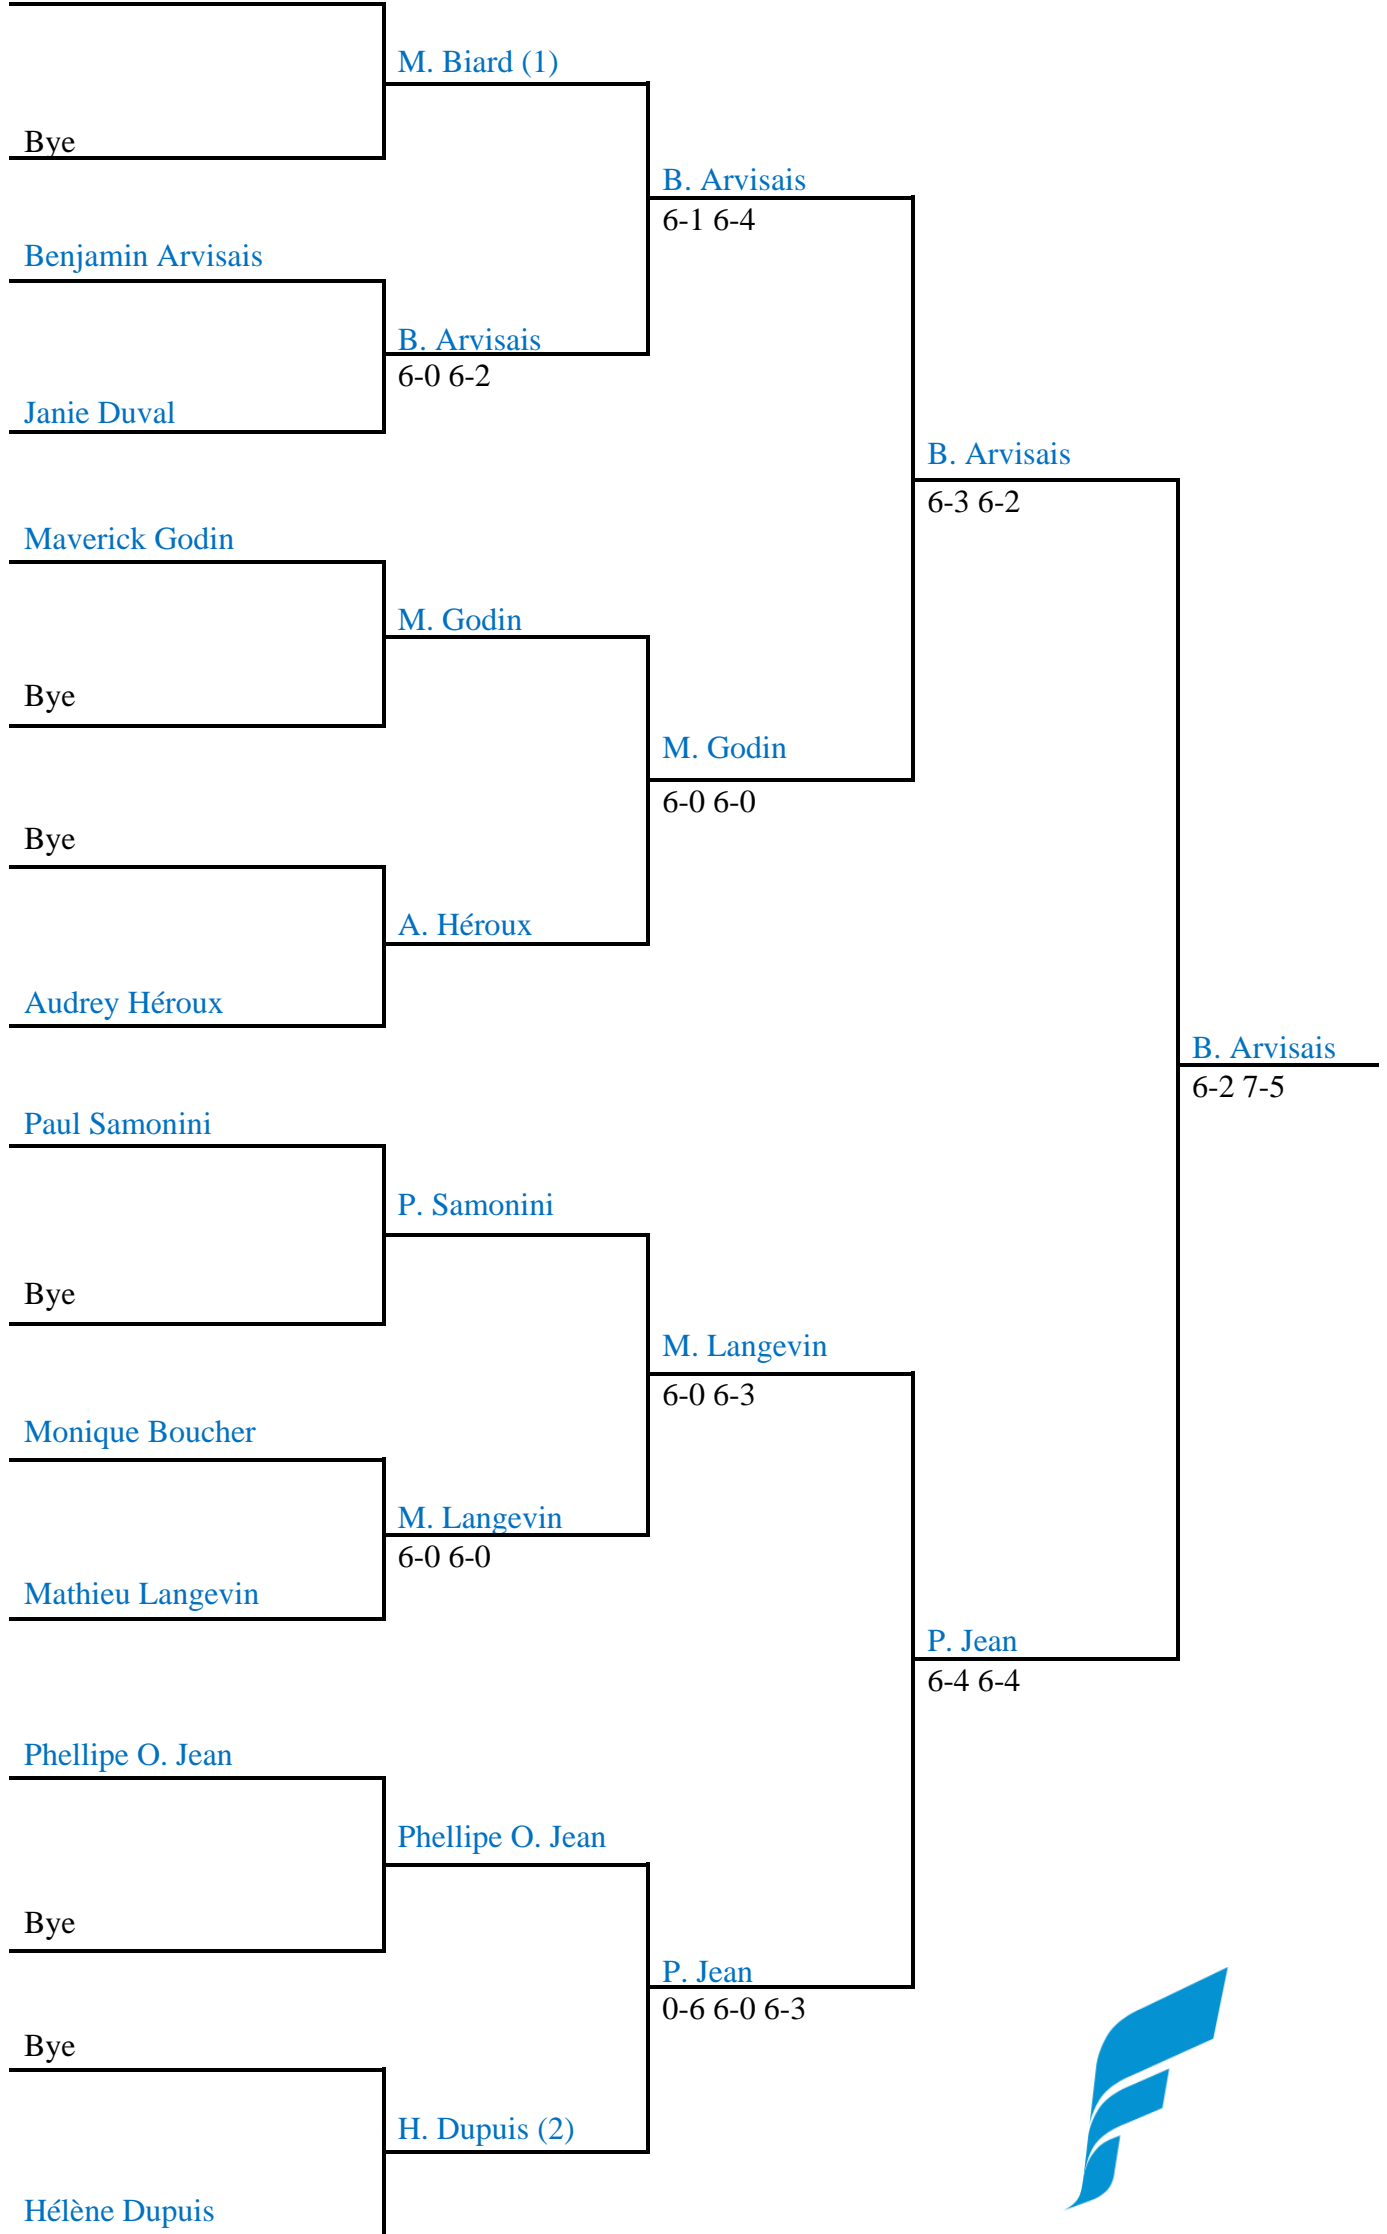 M. Biard (1)
Bye
B. Arvisais
6-1 6-4
Benjamin Arvisais
B. Arvisais
6-0 6-2
Janie Duval
B. Arvisais
6-3 6-2
Maverick Godin
M. Godin
Bye
M. Godin
6-0 6-0
Bye
A. Héroux
Audrey Héroux
B. Arvisais
6-2 7-5
Paul Samonini
P. Samonini
Bye
M. Langevin
6-0 6-3
Monique Boucher
M. Langevin
6-0 6-0
Mathieu Langevin
P. Jean
6-4 6-4
Phellipe O. Jean
Phellipe O. Jean
Bye
P. Jean
0-6 6-0 6-3
Bye
H. Dupuis (2)
Hélène Dupuis